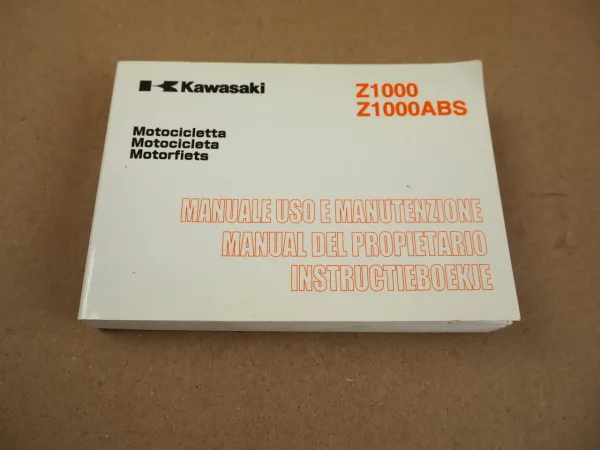 Kawasaki
Z1000
Z1000ABS
Motocicletta
Motocicleta
Motorfiets
MANUALE USO E MANUTENZIONE
MANUAL DEL PROPIETARIO
INSTRUCTIEBOEKJE